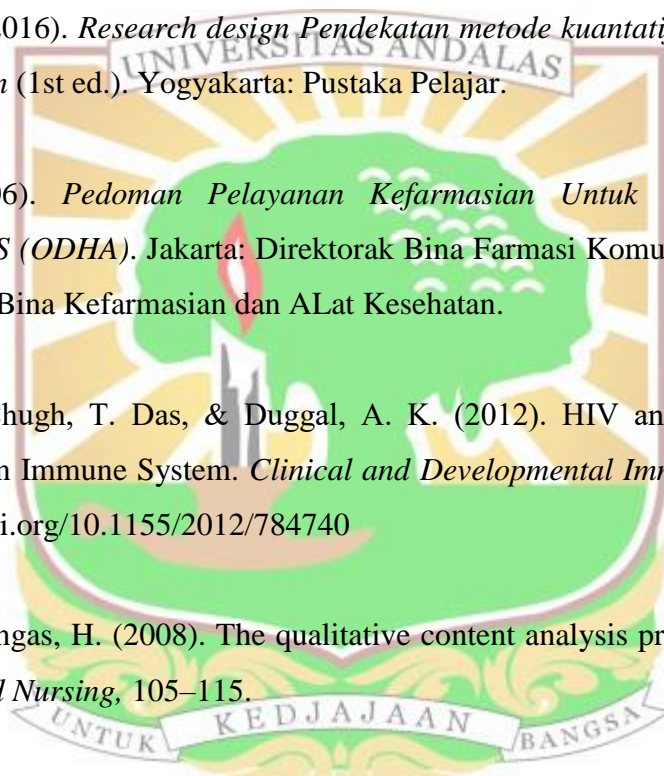 2016). Research design Pendekatan metode kuantatif
UNIVERSITAS ANDALAS
n (1st ed.). Yogyakarta: Pustaka Pelajar.
06). Pedoman Pelayanan Kefarmasian Untuk
S (ODHA). Jakarta: Direktorak Bina Farmasi Komu
Bina Kefarmasian dan ALat Kesehatan.
hugh, T. Das, & Duggal, A. K. (2012). HIV an
n Immune System. Clinical and Developmental Imm
i.org/10.1155/2012/784740
ngas, H. (2008). The qualitative content analysis pr
d Nursing, 105–115.
UNTUK KEDJAJAAN BANGSA